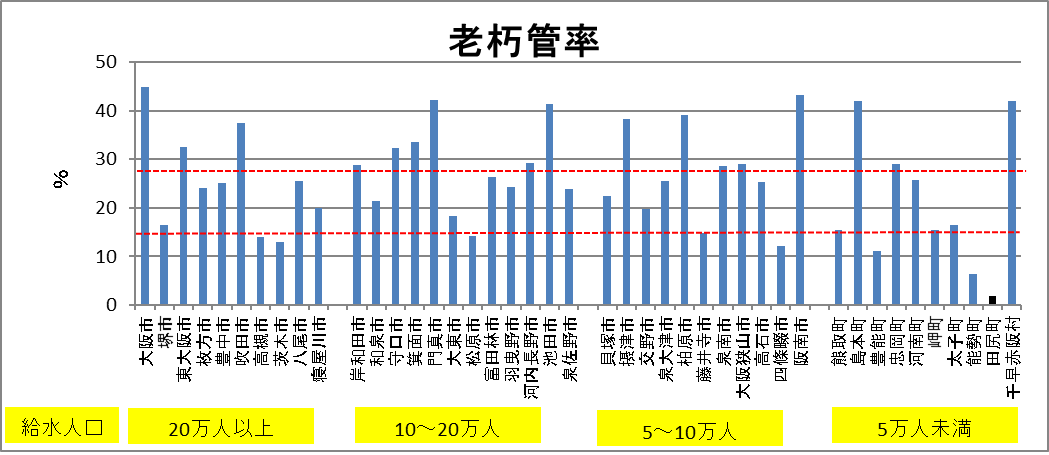 老朽管率
%
50
40
30
20
10
0
大阪市
堺市
東大阪市
枚方市
豊中市
吹田市
高槻市
茨木市
八尾市
寝屋川市
岸和田市
和泉市
守口市
箕面市
門真市
大東市
松原市
富田林市
羽曳野市
河内長野市
池田市
泉佐野市
貝塚市
摂津市
交野市
泉大津市
柏原市
藤井寺市
泉南市
大阪狭山市
高石市
四條畷市
阪南市
熊取町
島本町
豊能町
忠岡町
河南町
岬町
太子町
能勢町
田尻町
千早赤阪村
給水人口
20万人以上
10～20万人
5～10万人
5万人未満